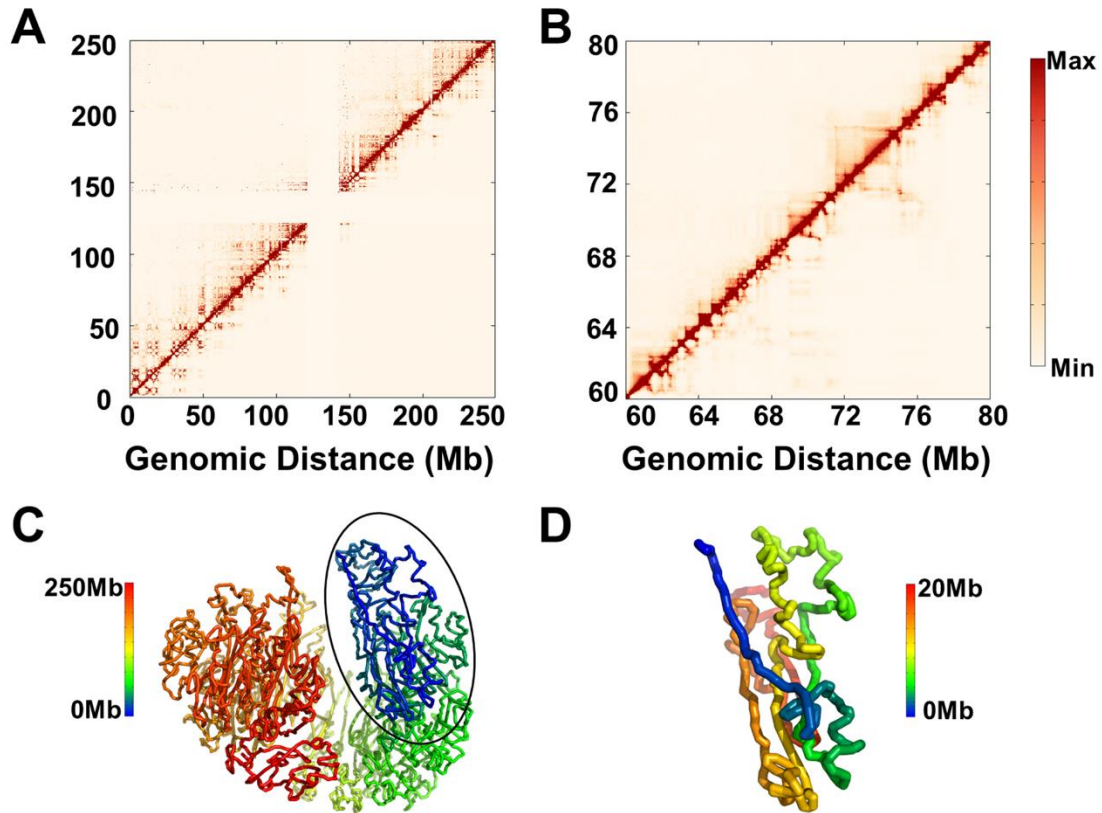 A
B
250
200
150
100
50
0
0 50 100 150 200 250
Genomic Distance (Mb)
80
76
72
68
64
60
60 64 68 72 76 80
Genomic Distance (Mb)
Max
Min
C
D
250Mb
0Mb
20Mb
0Mb